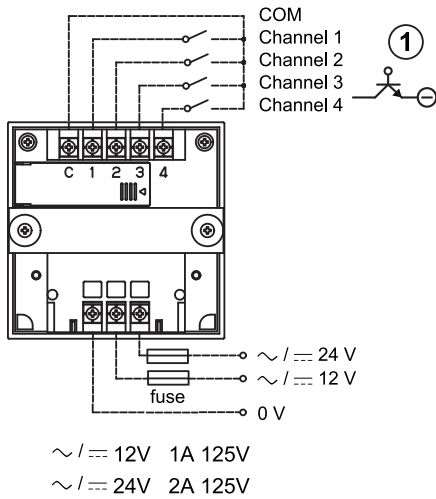 COM
Channel 1
Channel 2
Channel 3
Channel 4
1
C 1 2 3 4
∼ / ⎓ 24 V
∼ / ⎓ 12 V
fuse
0 V
∼ / ⎓ 12V 1A 125V
∼ / ⎓ 24V 2A 125V